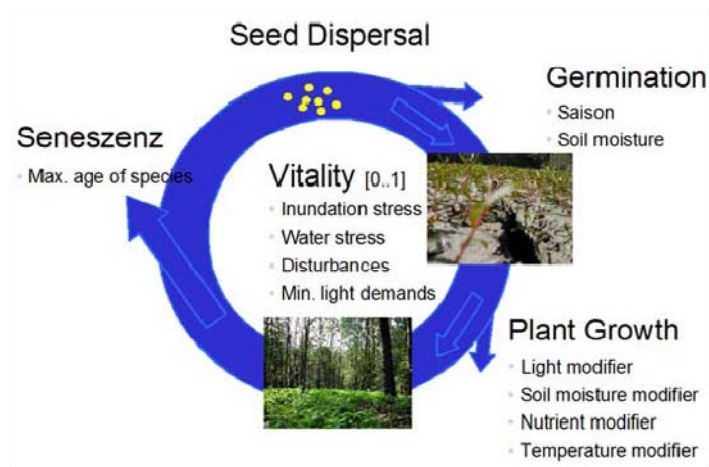 Seed Dispersal
Germination
• Saison
• Soil moisture
Seneszenz
• Max. age of species
Vitality [0..1]
• Inundation stress
• Water stress
• Disturbances
• Min. light demands
Plant Growth
• Light modifier
• Soil moisture modifier
• Nutrient modifier
• Temperature modifier